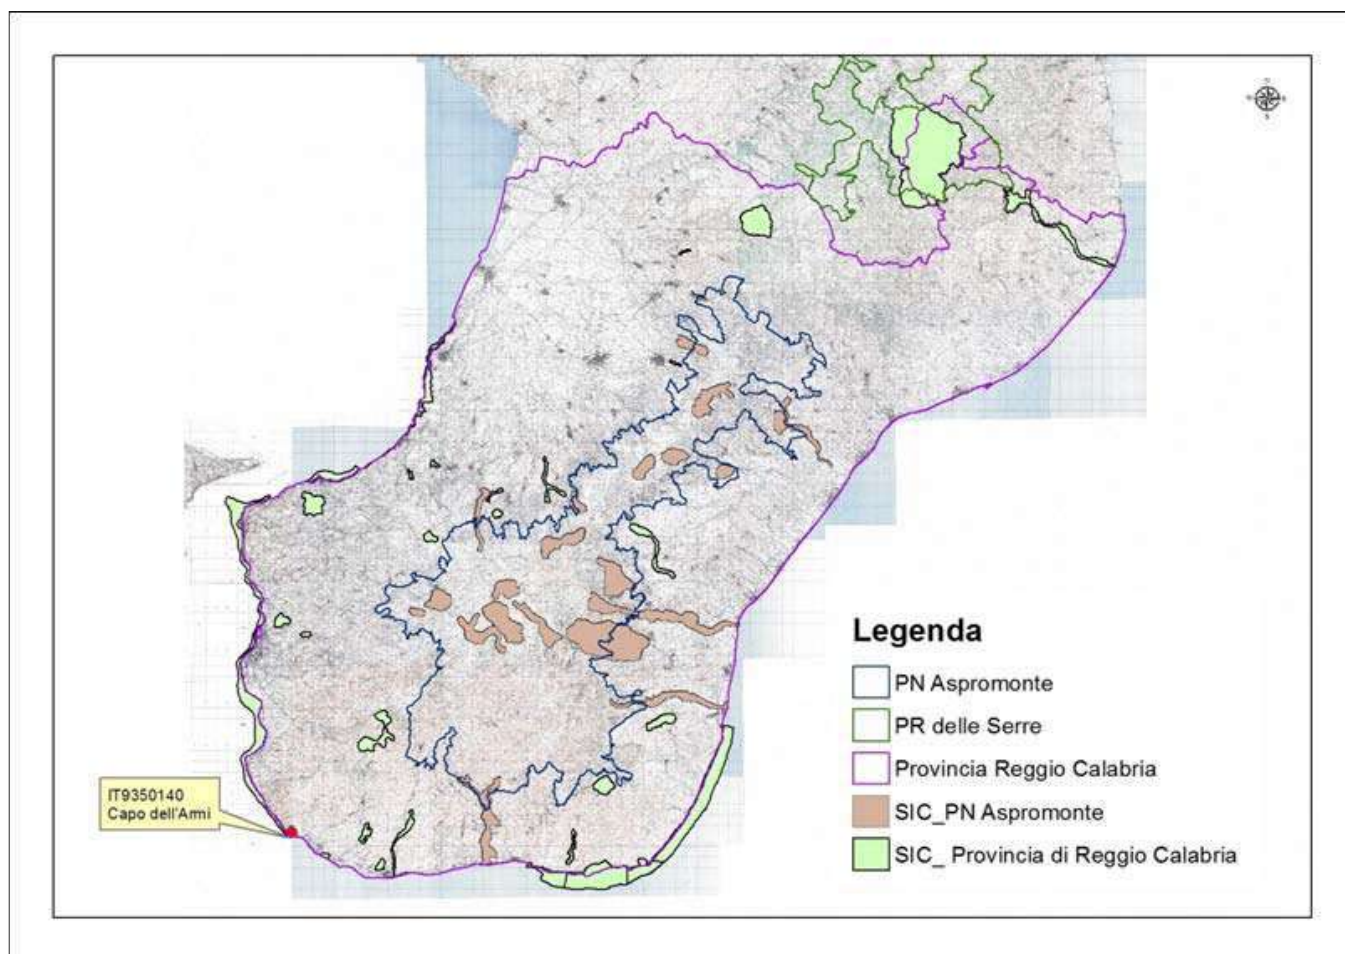 IT9350140
Capo dell'Armi
Legenda
PN Aspromonte
PR delle Serre
Provincia Reggio Calabria
SIC_PN Aspromonte
SIC_ Provincia di Reggio Calabria